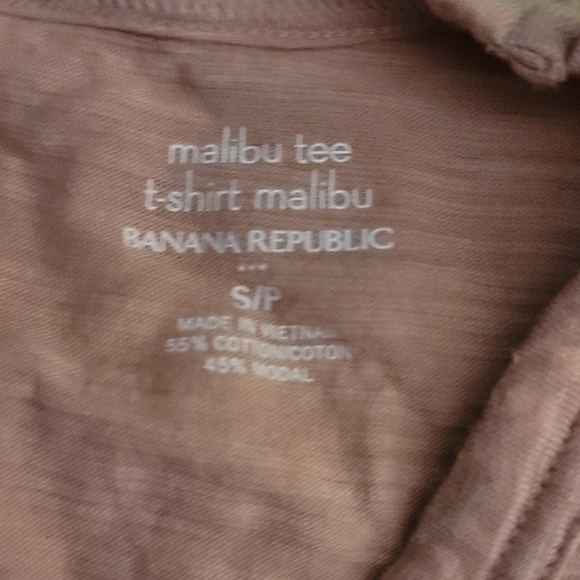 malibu tee
t-shirt malibu
BANANA REPUBLIC
S/P
MADE IN VIETNAM
55% COTTON/COTON
45% MODAL